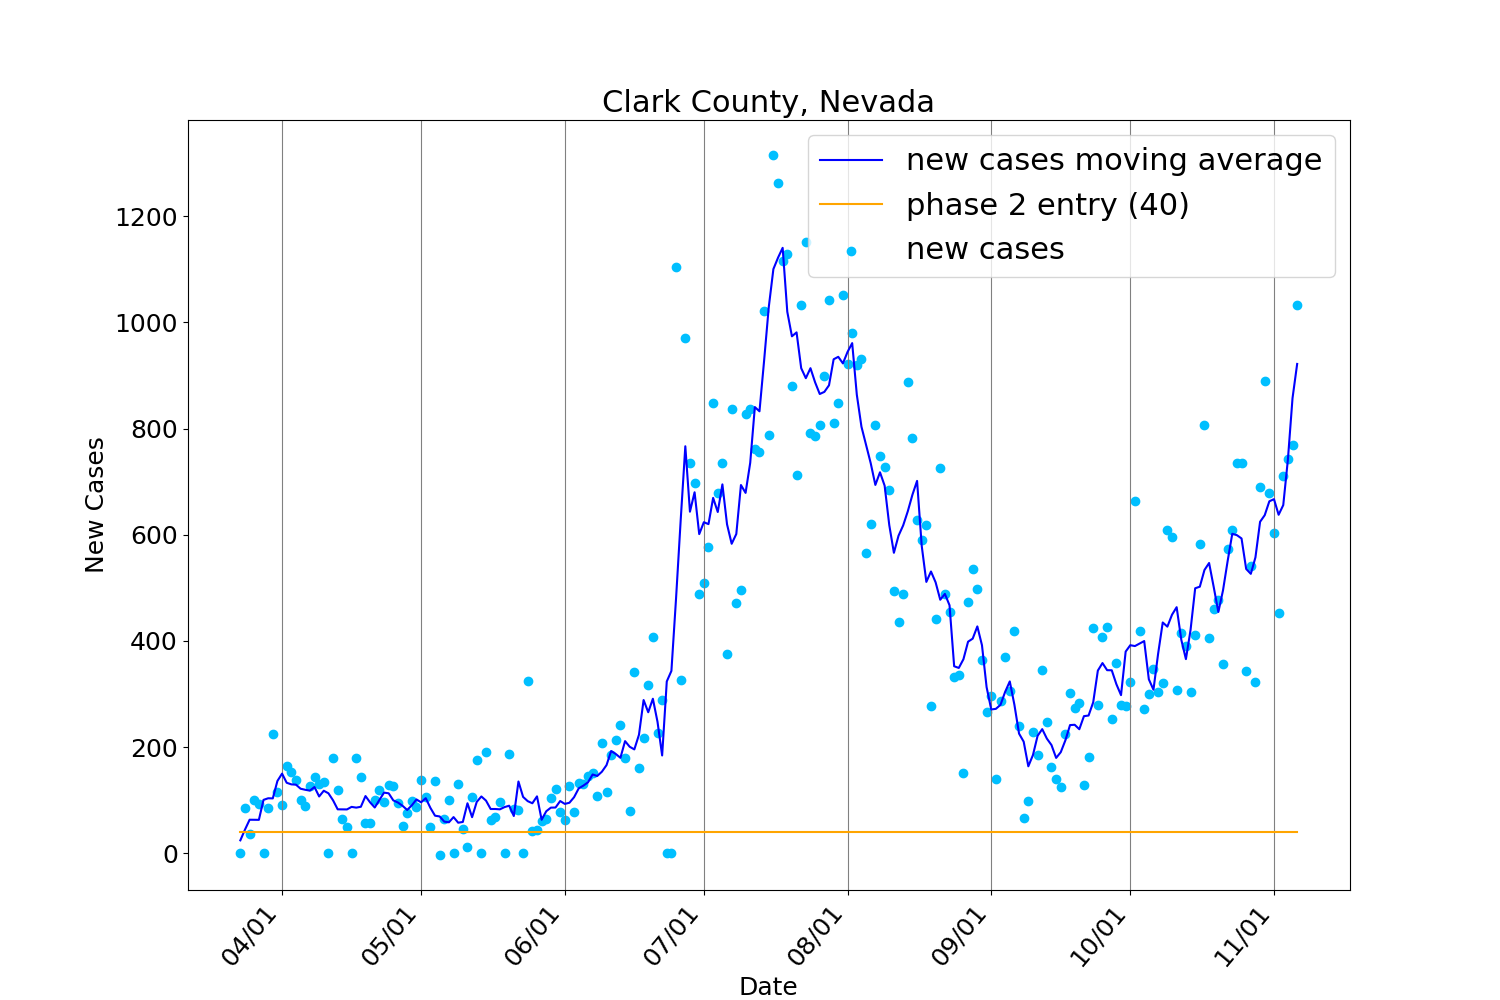 Clark County, Nevada
new cases moving average
phase 2 entry (40)
new cases
New Cases
1200
1000
800
600
400
200
0
04/01
05/01
06/01
07/01
08/01
09/01
10/01
11/01
Date